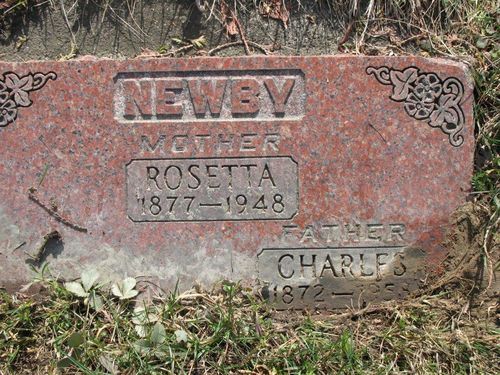 NEWBY
MOTHER
ROSETTA
1877-1948
FATHER
CHARLES
1872-